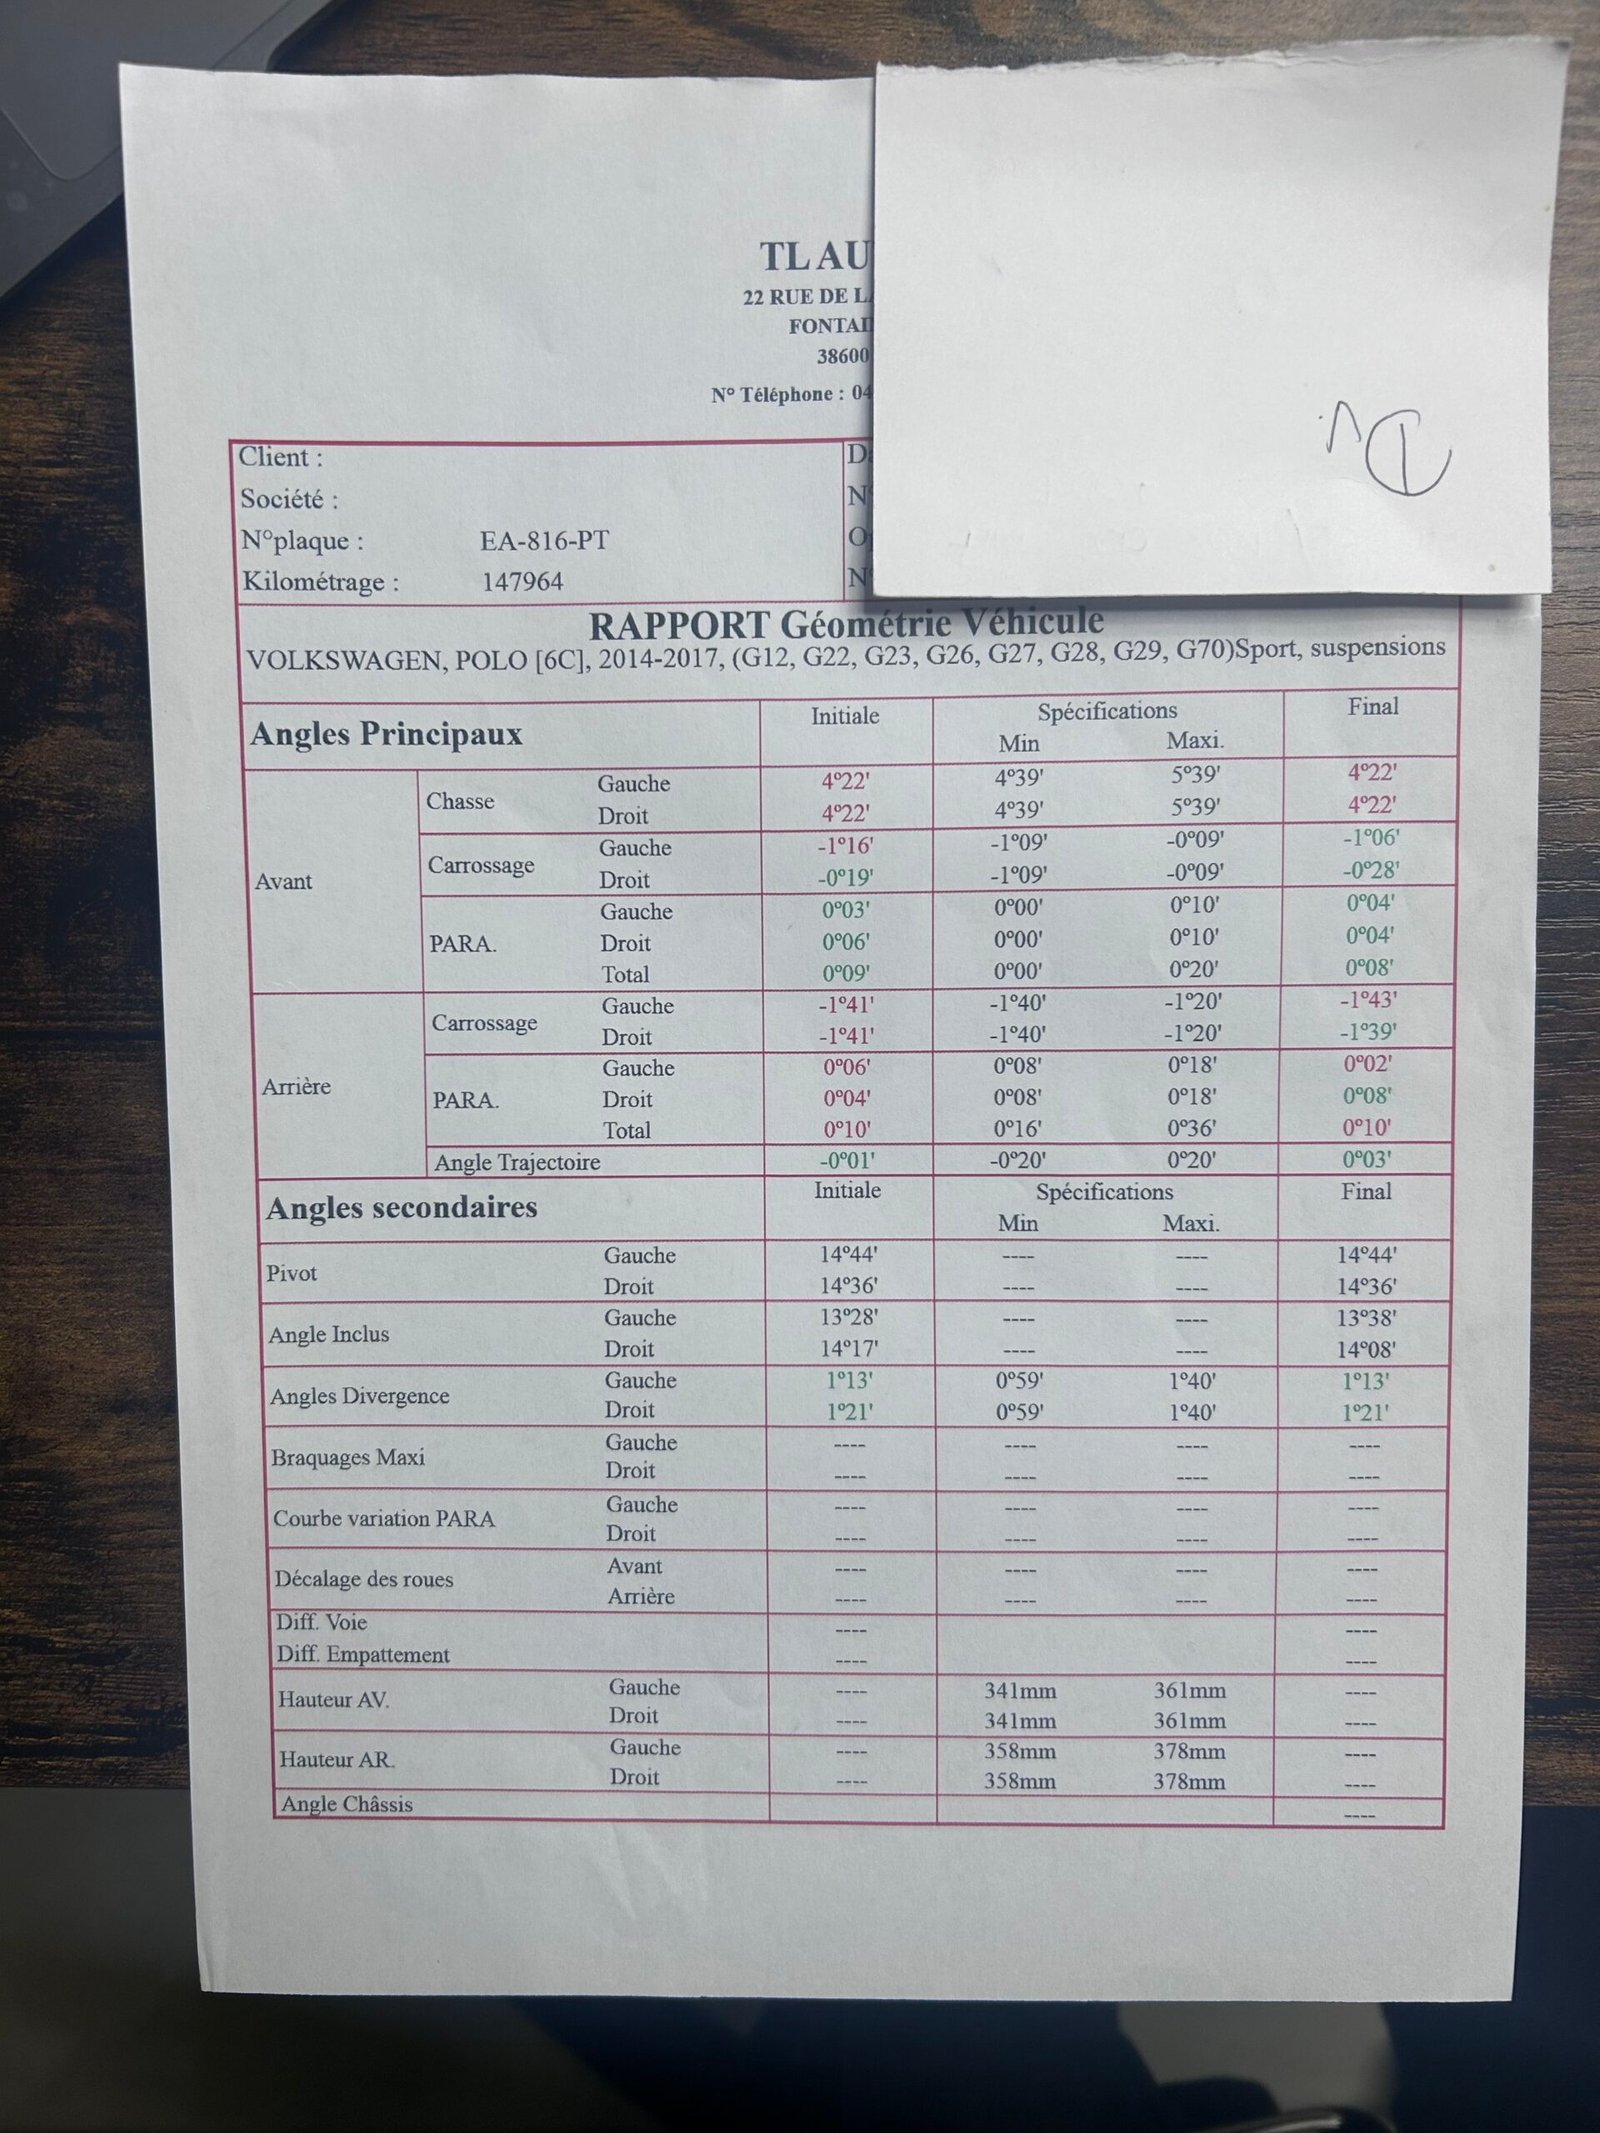 TL AU
22 RUE DE L
FONTAI
38600
N° Téléphone : 04
Client :
Société :
N°plaque : EA-816-PT
Kilométrage : 147964
RAPPORT Géométrie Véhicule
VOLKSWAGEN, POLO [6C], 2014-2017, (G12, G22, G23, G26, G27, G28, G29, G70)Sport, suspensions
Angles Principaux Initiale Spécifications Final
Min Maxi.
Avant
Chasse
Gauche 4°22' 4°39' 5°39' 4°22'
Droit 4°22' 4°39' 5°39' 4°22'
Carrossage
Gauche -1°16' -1°09' -0°09' -1°06'
Droit -0°19' -1°09' -0°09' -0°28'
PARA.
Gauche 0°03' 0°00' 0°10' 0°04'
Droit 0°06' 0°00' 0°10' 0°04'
Total 0°09' 0°00' 0°20' 0°08'
Arrière
Carrossage
Gauche -1°41' -1°40' -1°20' -1°43'
Droit -1°41' -1°40' -1°20' -1°39'
PARA.
Gauche 0°06' 0°08' 0°18' 0°02'
Droit 0°04' 0°08' 0°18' 0°08'
Total 0°10' 0°16' 0°36' 0°10'
Angle Trajectoire -0°01' -0°20' 0°20' 0°03'
Angles secondaires Initiale Spécifications Final
Min Maxi.
Pivot
Gauche 14°44' ---- ---- 14°44'
Droit 14°36' ---- ---- 14°36'
Angle Inclus
Gauche 13°28' ---- ---- 13°38'
Droit 14°17' ---- ---- 14°08'
Angles Divergence
Gauche 1°13' 0°59' 1°40' 1°13'
Droit 1°21' 0°59' 1°40' 1°21'
Braquages Maxi
Gauche ---- ---- ---- ----
Droit ---- ---- ---- ----
Courbe variation PARA
Gauche ---- ---- ---- ----
Droit ---- ---- ---- ----
Décalage des roues
Avant ---- ---- ---- ----
Arrière ---- ---- ---- ----
Diff. Voie ---- ----
Diff. Empattement ---- ----
Hauteur AV.
Gauche ---- 341mm 361mm ----
Droit ---- 341mm 361mm ----
Hauteur AR.
Gauche ---- 358mm 378mm ----
Droit ---- 358mm 378mm ----
Angle Châssis ----